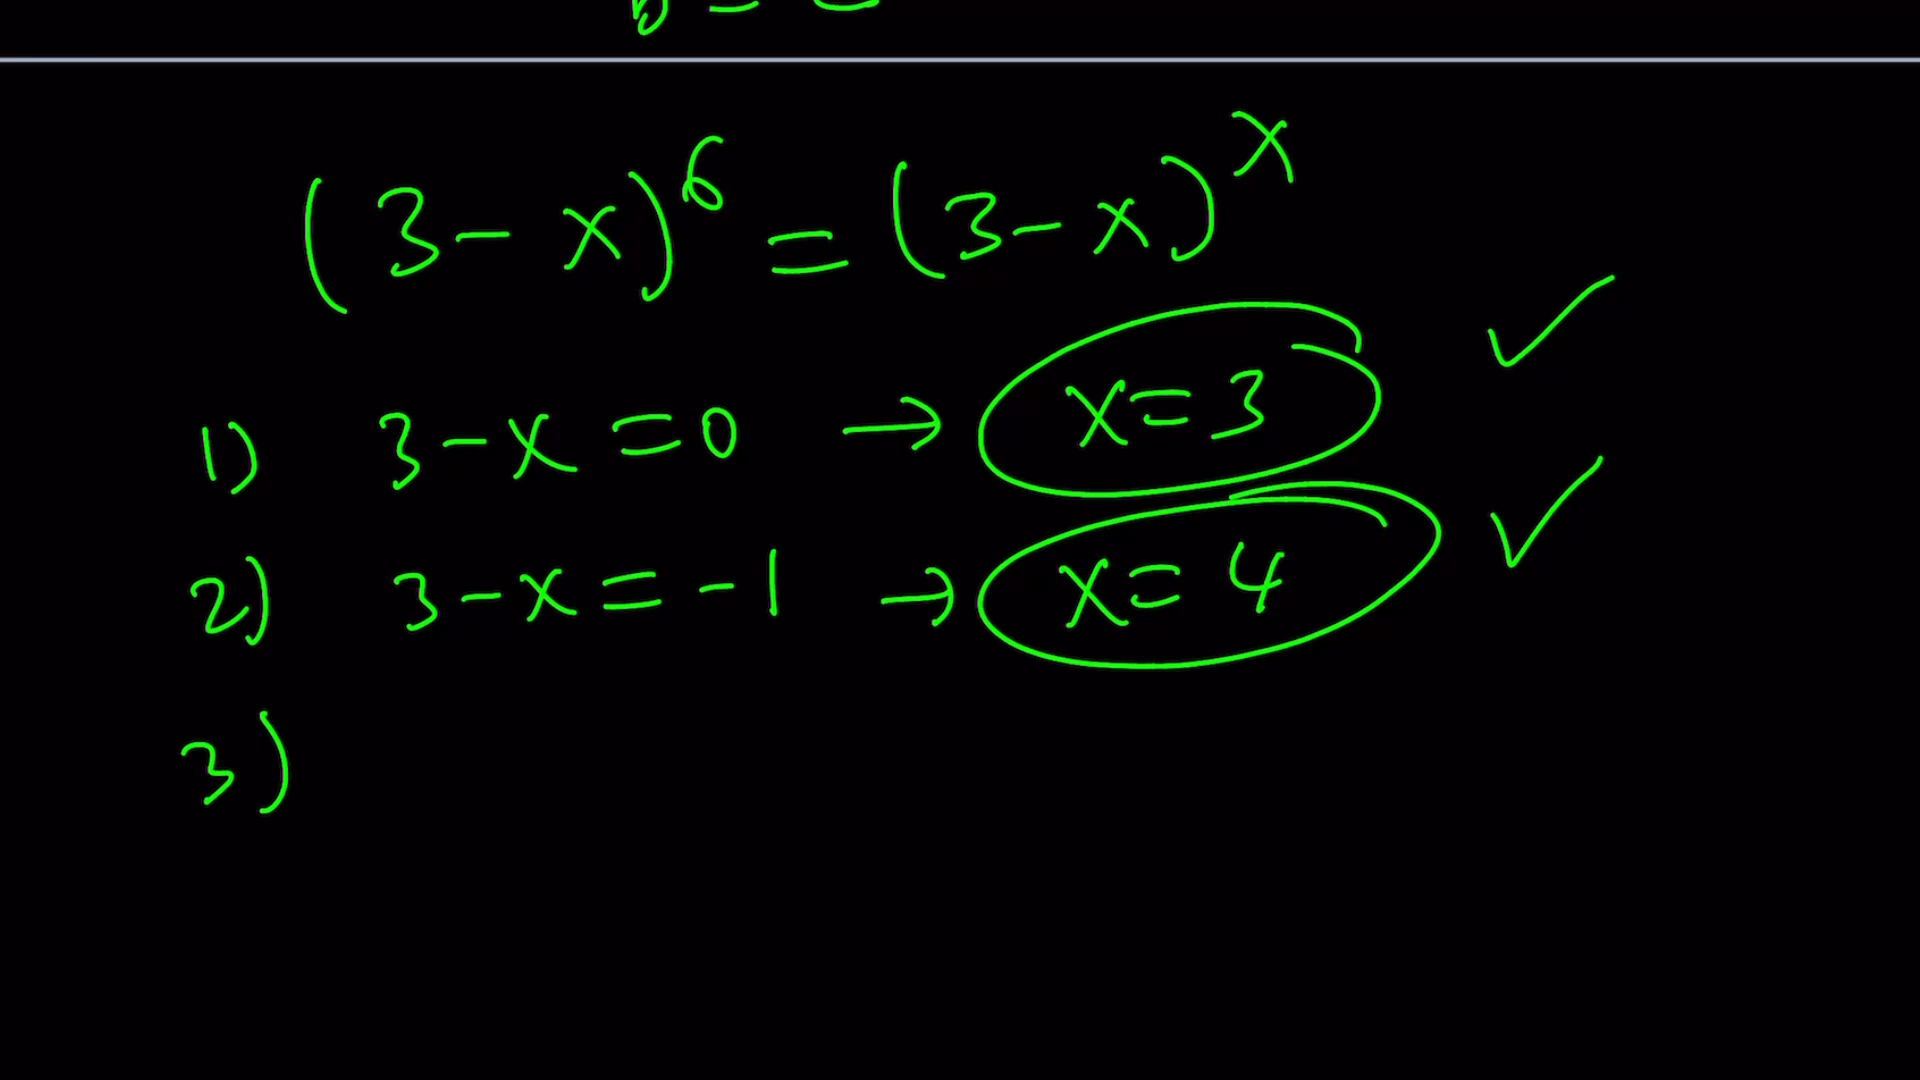 (3-x)⁶ = (3-x)ˣ
1) 3-x=0 → x=3 ✓
2) 3-x=-1 → x=4 ✓
3)